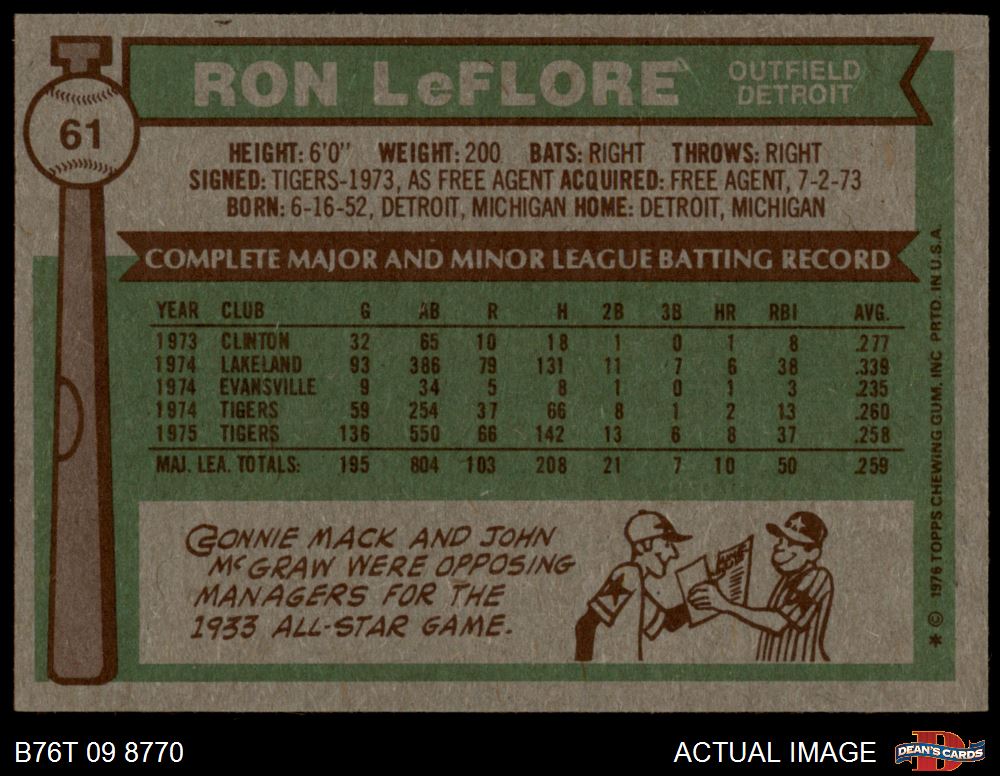 61
RON LeFLORE
OUTFIELD
DETROIT
HEIGHT: 6'0" WEIGHT: 200 BATS: RIGHT THROWS: RIGHT
SIGNED: TIGERS-1973, AS FREE AGENT ACQUIRED: FREE AGENT, 7-2-73
BORN: 6-16-52, DETROIT, MICHIGAN HOME: DETROIT, MICHIGAN
COMPLETE MAJOR AND MINOR LEAGUE BATTING RECORD
YEAR CLUB G AB R H 2B 3B HR RBI AVG.
1973 CLINTON 32 65 10 18 1 0 1 8 .277
1974 LAKELAND 93 386 79 131 11 7 6 38 .339
1974 EVANSVILLE 9 34 5 8 1 0 1 3 .235
1974 TIGERS 59 254 37 66 8 1 2 13 .260
1975 TIGERS 136 550 66 142 13 6 8 37 .258
MAJ. LEA. TOTALS: 195 804 103 208 21 7 10 50 .259
CONNIE MACK AND JOHN
McGRAW WERE OPPOSING
MANAGERS FOR THE
1933 ALL-STAR GAME.
* © 1976 TOPPS CHEWING GUM, INC PRTD. IN U.S.A.
B76T 09 8770
ACTUAL IMAGE
D
DEAN'S CARDS